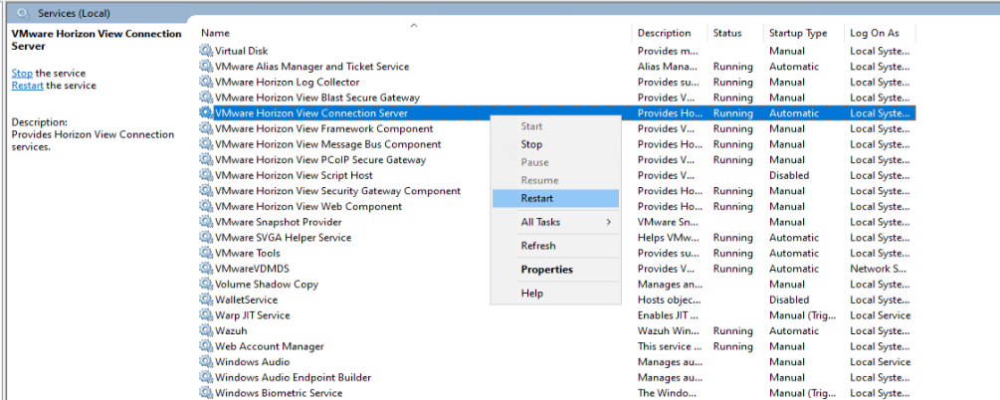 Services (Local)
VMware Horizon View Connection Server
Stop the service
Restart the service
Description:
Provides Horizon View Connection services.
Name Description Status Startup Type Log On As
Virtual Disk Provides m... Manual Local Syste...
VMware Alias Manager and Ticket Service Alias Mana... Running Automatic Local Syste...
VMware Horizon Log Collector Provides su... Running Manual Local Syste...
VMware Horizon View Blast Secure Gateway Provides V... Running Manual Local Syste...
VMware Horizon View Connection Server Provides Ho... Running Automatic Local Syste...
VMware Horizon View Framework Component Provides V... Running Manual Local Syste...
VMware Horizon View Message Bus Component Provides Ho... Running Manual Local Syste...
VMware Horizon View PCoIP Secure Gateway Provides V... Running Manual Local Syste...
VMware Horizon View Script Host Provides V... Disabled Local Syste...
VMware Horizon View Security Gateway Component Provides Ho... Running Manual Local Syste...
VMware Horizon View Web Component Provides Ho... Running Manual Local Syste...
VMware Snapshot Provider VMware Sn... Manual Local Syste...
VMware SVGA Helper Service Helps VMw... Running Automatic Local Syste...
VMware Tools Provides su... Running Automatic Local Syste...
VMwareVDMDS Provides V... Running Automatic Network S...
Volume Shadow Copy Manages an... Manual Local Syste...
WalletService Hosts objec... Disabled Local Syste...
Warp JIT Service Enables JIT ... Manual (Trig... Local Service
Wazuh Wazuh Win... Running Automatic Local Syste...
Web Account Manager This service ... Running Manual Local Syste...
Windows Audio Manages au... Manual Local Service
Windows Audio Endpoint Builder Manages au... Manual Local Syste...
Windows Biometric Service The Windo... Manual (Trig... Local Syste...
Start
Stop
Pause
Resume
Restart
All Tasks
Refresh
Properties
Help